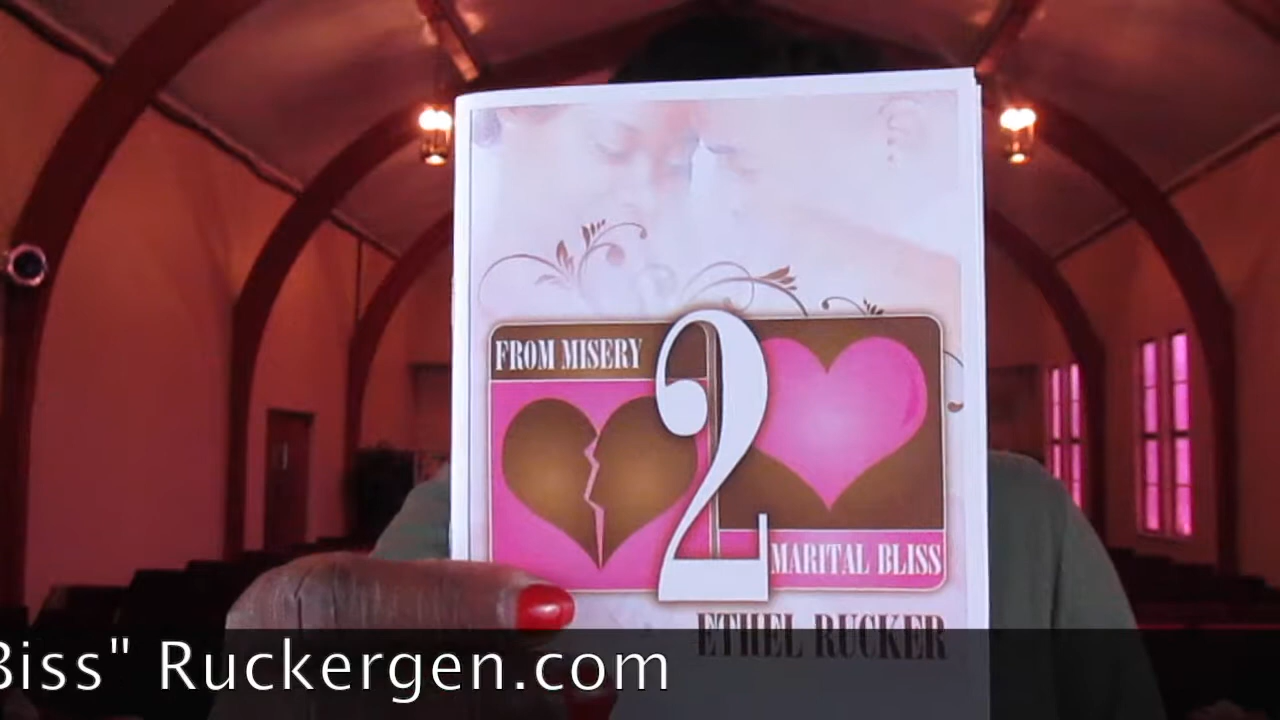 FROM MISERY
2
MARITAL BLISS
ETHEL RUCKER
Biss" Ruckergen.com